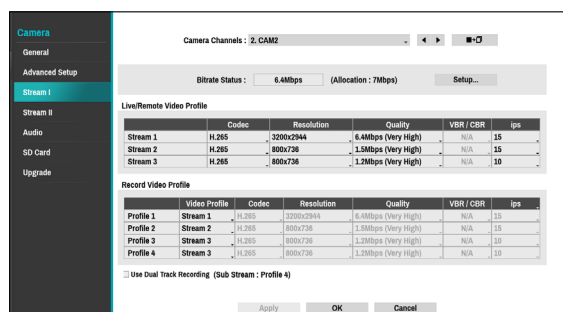 Camera
General
Advanced Setup
Stream I
Stream II
Audio
SD Card
Upgrade
Camera Channels : 2. CAM2
Bitrate Status : 6.4Mbps (Allocation : 7Mbps) Setup...
Live/Remote Video Profile
Codec Resolution Quality VBR / CBR ips
Stream 1 H.265 3200x2944 6.4Mbps (Very High) N/A 15
Stream 2 H.265 800x736 1.5Mbps (Very High) N/A 15
Stream 3 H.265 800x736 1.2Mbps (Very High) N/A 10
Record Video Profile
Video Profile Codec Resolution Quality VBR / CBR ips
Profile 1 Stream 1 H.265 3200x2944 6.4Mbps (Very High) N/A 15
Profile 2 Stream 2 H.265 800x736 1.5Mbps (Very High) N/A 15
Profile 3 Stream 3 H.265 800x736 1.2Mbps (Very High) N/A 10
Profile 4 Stream 3 H.265 800x736 1.2Mbps (Very High) N/A 10
Use Dual Track Recording (Sub Stream : Profile 4)
Apply OK Cancel